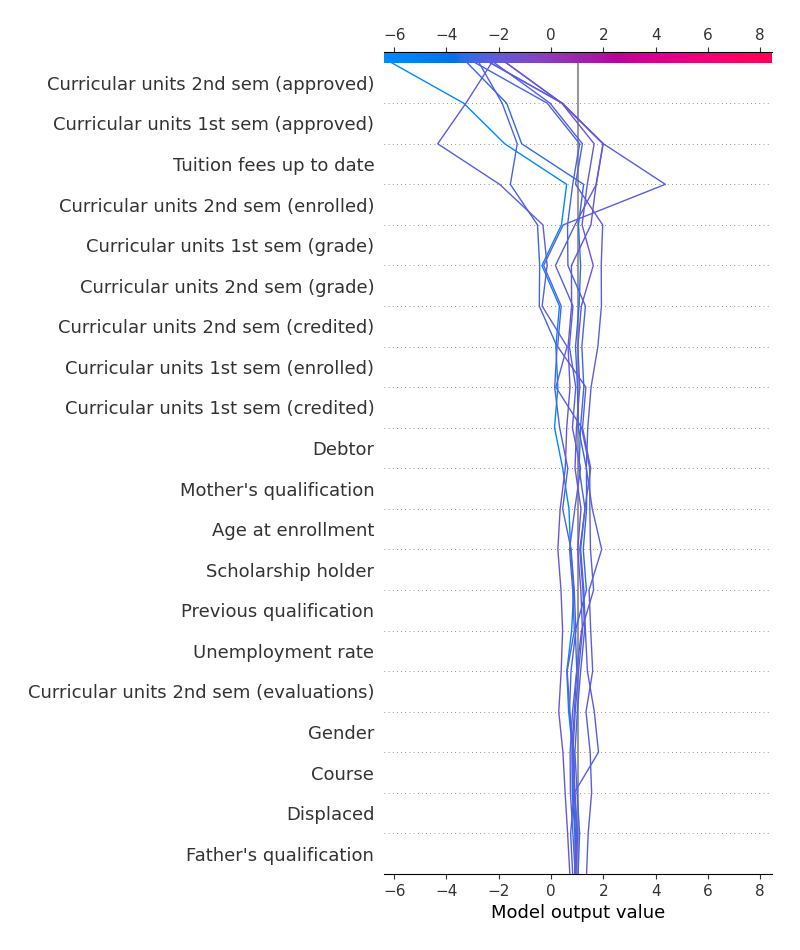 −6 −4 −2 0 2 4 6 8
Curricular units 2nd sem (approved)
Curricular units 1st sem (approved)
Tuition fees up to date
Curricular units 2nd sem (enrolled)
Curricular units 1st sem (grade)
Curricular units 2nd sem (grade)
Curricular units 2nd sem (credited)
Curricular units 1st sem (enrolled)
Curricular units 1st sem (credited)
Debtor
Mother's qualification
Age at enrollment
Scholarship holder
Previous qualification
Unemployment rate
Curricular units 2nd sem (evaluations)
Gender
Course
Displaced
Father's qualification
−6 −4 −2 0 2 4 6 8
Model output value